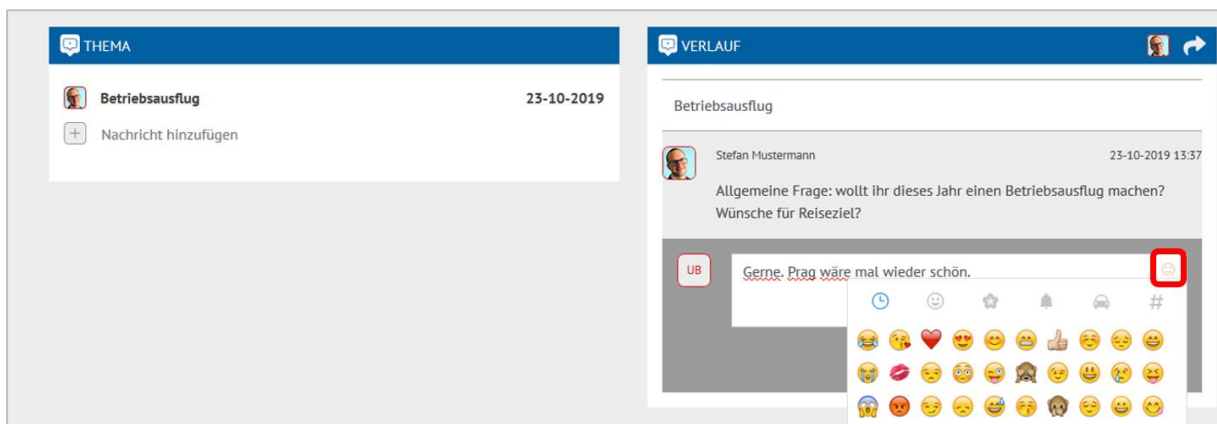 THEMA
Betriebsausflug 23-10-2019
Nachricht hinzufügen
VERLAUF
Betriebsausflug
Stefan Mustermann 23-10-2019 13:37
Allgemeine Frage: wollt ihr dieses Jahr einen Betriebsausflug machen?
Wünsche für Reiseziel?
UB
Gerne. Prag wäre mal wieder schön.
#